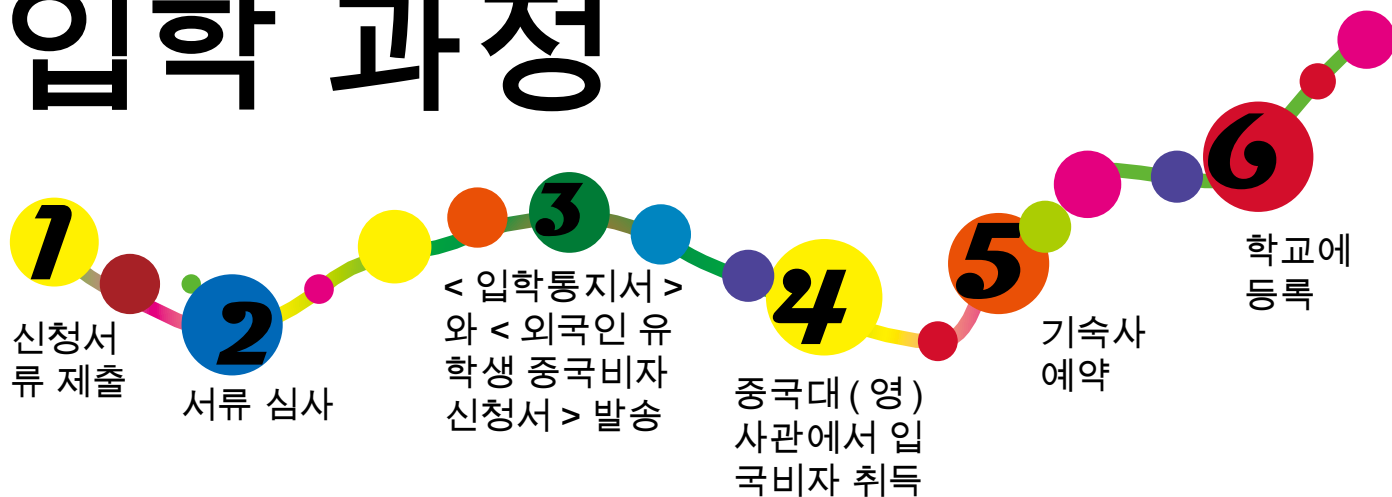 입학 과정
1
신청서
류 제출
2
서류 심사
3
< 입학통지서 >
와 < 외국인 유
학생 중국비자
신청서 > 발송
4
중국대 ( 영 )
사관에서 입
국비자 취득
5
기숙사
예약
6
학교에
등록